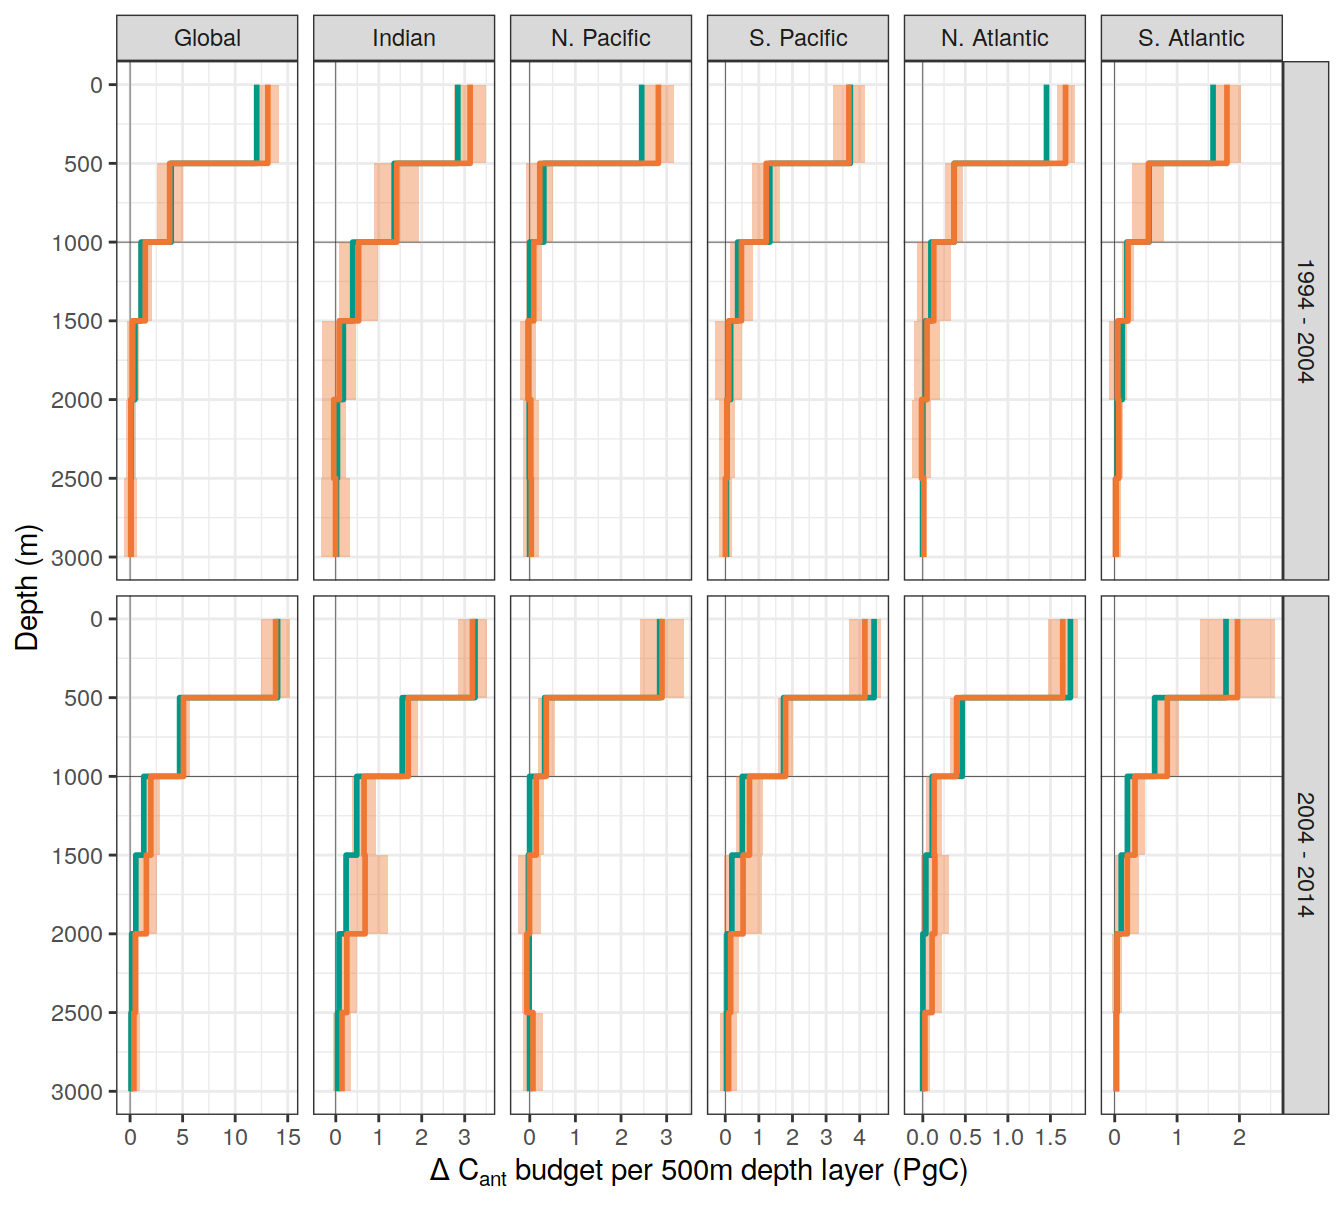 Global Indian N. Pacific S. Pacific N. Atlantic S. Atlantic
0
500
1000
1500
2000
2500
3000
1994 - 2004
0
500
1000
1500
2000
2500
3000
2004 - 2014
Depth (m)
0 5 10 15 0 1 2 3 0 1 2 3 0 1 2 3 4 0.0 0.5 1.0 1.5 0 1 2
Δ Cant budget per 500m depth layer (PgC)